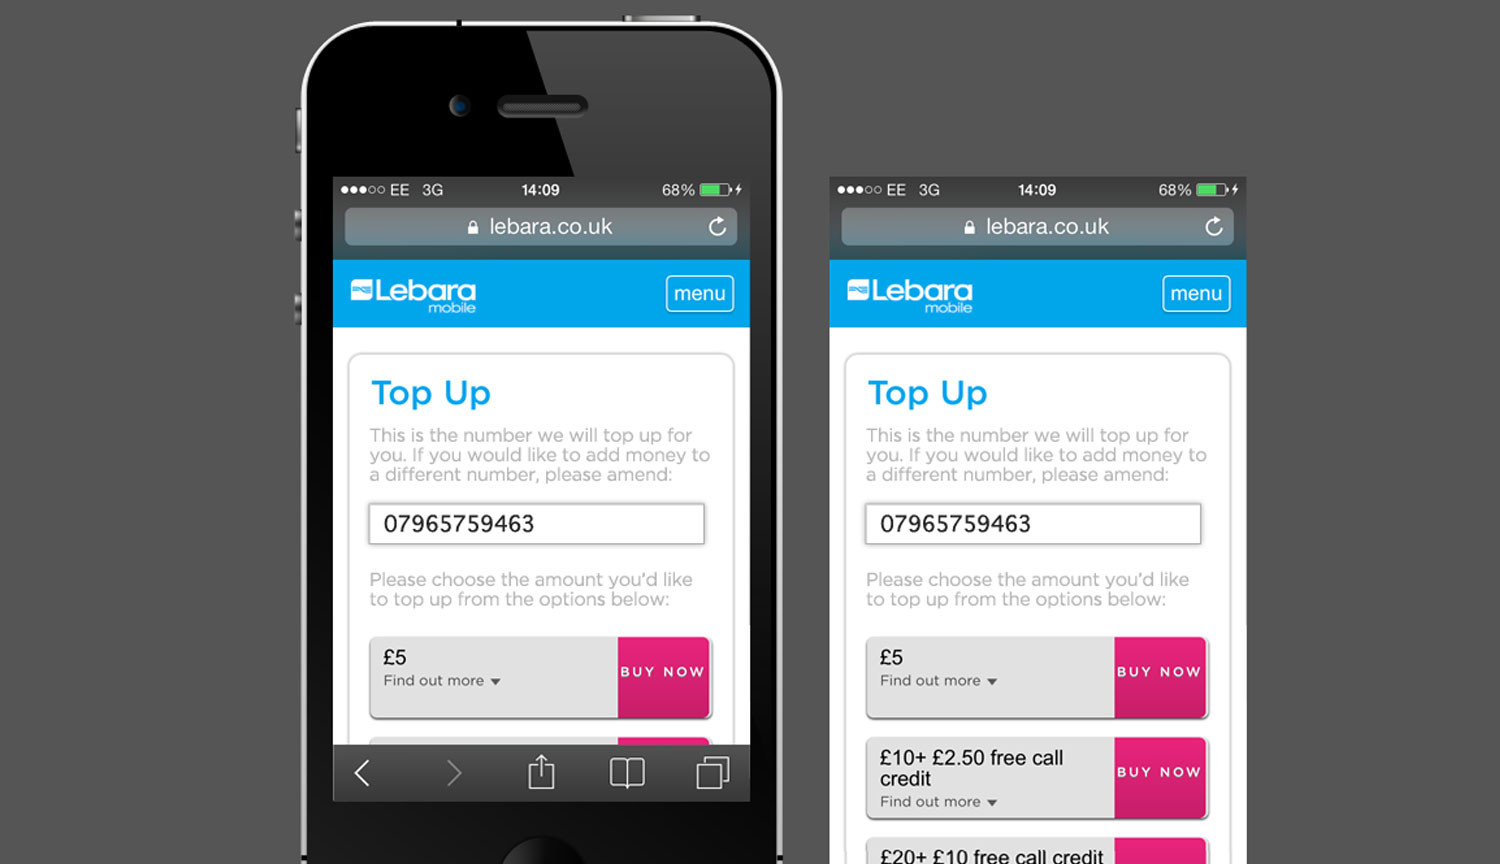 EE 3G 14:09 68%
lebara.co.uk
Lebara
mobile
menu
Top Up
This is the number we will top up for
you. If you would like to add money to
a different number, please amend:
07965759463
Please choose the amount you'd like
to top up from the options below:
£5
Find out more
BUY NOW
EE 3G 14:09 68%
lebara.co.uk
Lebara
mobile
menu
Top Up
This is the number we will top up for
you. If you would like to add money to
a different number, please amend:
07965759463
Please choose the amount you'd like
to top up from the options below:
£5
Find out more
BUY NOW
£10+ £2.50 free call
credit
Find out more
BUY NOW
£20+ £10 free call credit